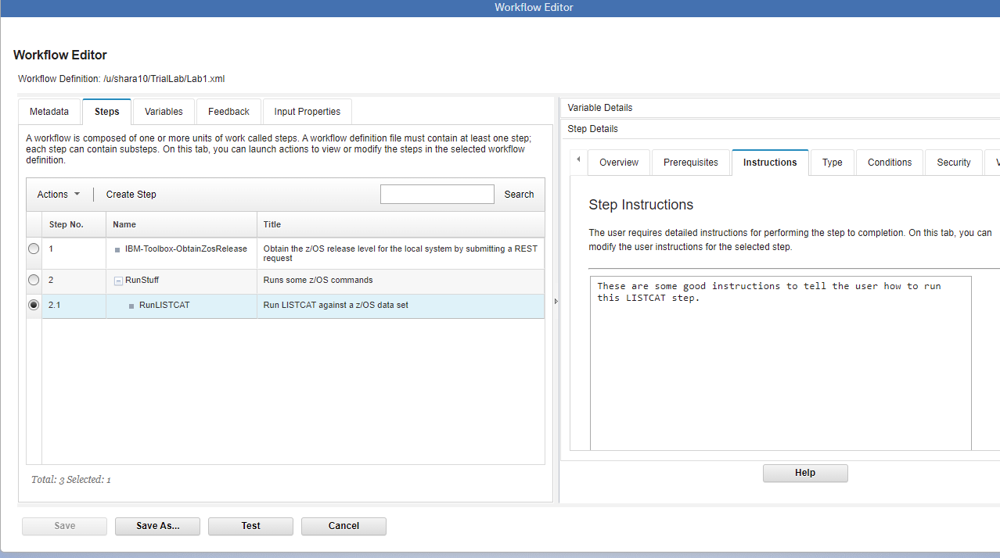 Workflow Editor
Workflow Editor
Workflow Definition: /u/shara10/TrialLab/Lab1.xml
Metadata
Steps
Variables
Feedback
Input Properties
A workflow is composed of one or more units of work called steps. A workflow definition file must contain at least one step;
each step can contain substeps. On this tab, you can launch actions to view or modify the steps in the selected workflow
definition.
Actions
Create Step
Search
Step No.
Name
Title
1
IBM-Toolbox-ObtainZosRelease
Obtain the z/OS release level for the local system by submitting a REST
request
2
RunStuff
Runs some z/OS commands
2.1
RunLISTCAT
Run LISTCAT against a z/OS data set
Total: 3 Selected: 1
Variable Details
Step Details
Overview
Prerequisites
Instructions
Type
Conditions
Security
Step Instructions
The user requires detailed instructions for performing the step to completion. On this tab, you can
modify the user instructions for the selected step.
These are some good instructions to tell the user how to run
this LISTCAT step.
Help
Save
Save As...
Test
Cancel